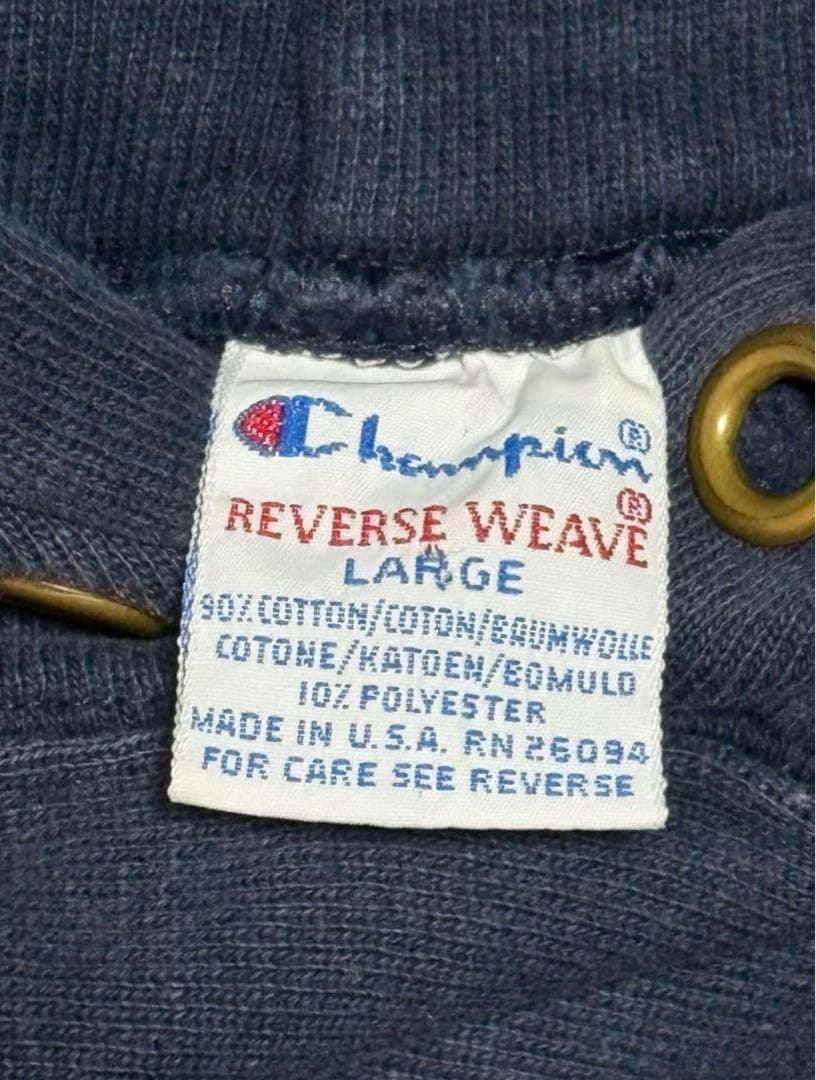 Champion®
REVERSE WEAVE®
LARGE
90% COTTON/COTON/BAUMWOLLE
COTONE/KATOEN/BOMULD
10% POLYESTER
MADE IN U.S.A. RN 26094
FOR CARE SEE REVERSE